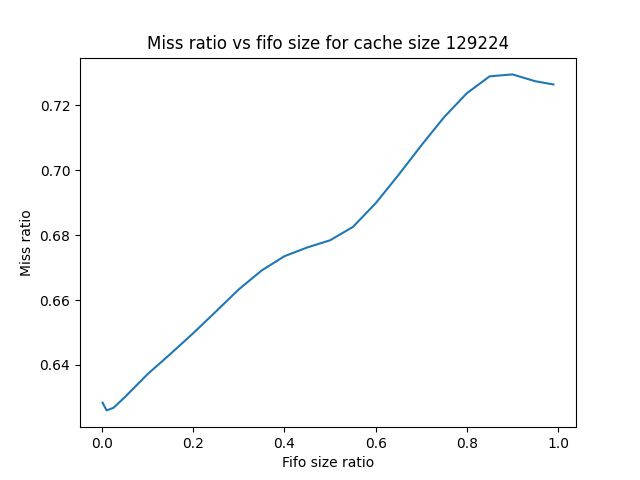 Miss ratio vs fifo size for cache size 129224
0.72
0.70
0.68
0.66
0.64
Miss ratio
0.0 0.2 0.4 0.6 0.8 1.0
Fifo size ratio